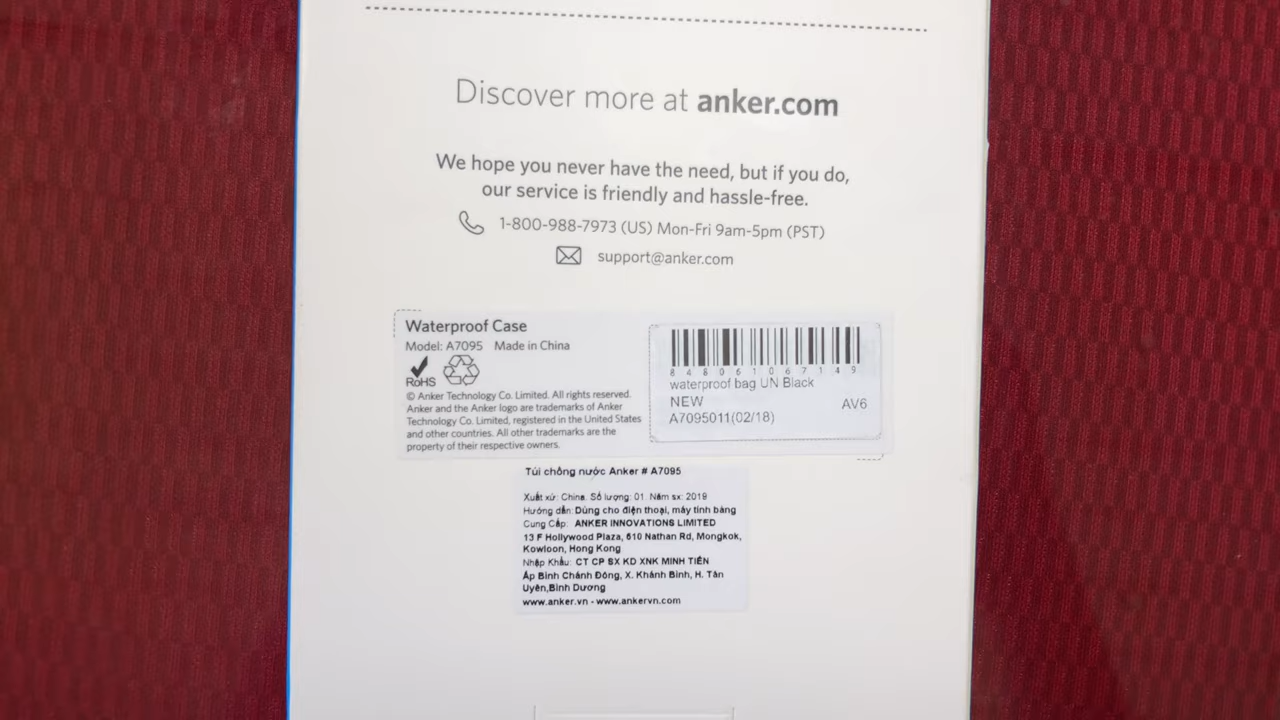 Discover more at anker.com
We hope you never have the need, but if you do,
our service is friendly and hassle-free.
1-800-988-7973 (US) Mon-Fri 9am-5pm (PST)
support@anker.com
Waterproof Case
Model: A7095 Made in China
RoHS
© Anker Technology Co. Limited. All rights reserved.
Anker and the Anker logo are trademarks of Anker
Technology Co. Limited, registered in the United States
and other countries. All other trademarks are the
property of their respective owners.
848061067149
waterproof bag UN Black
NEW
AV6
A7095011(02/18)
Túi chống nước Anker # A7095
Xuất xứ: China. Số lượng: 01. Năm sx: 2019
Hướng dẫn: Dùng cho điện thoại, máy tính bảng
Cung Cấp: ANKER INNOVATIONS LIMITED
13 F Hollywood Plaza, 610 Nathan Rd, Mongkok,
Kowloon, Hong Kong
Nhập Khẩu: CT CP SX KD XNK MINH TIẾN
Ấp Bình Chánh Đông, X. Khánh Bình, H. Tân
Uyên,Bình Dương
www.anker.vn - www.ankervn.com